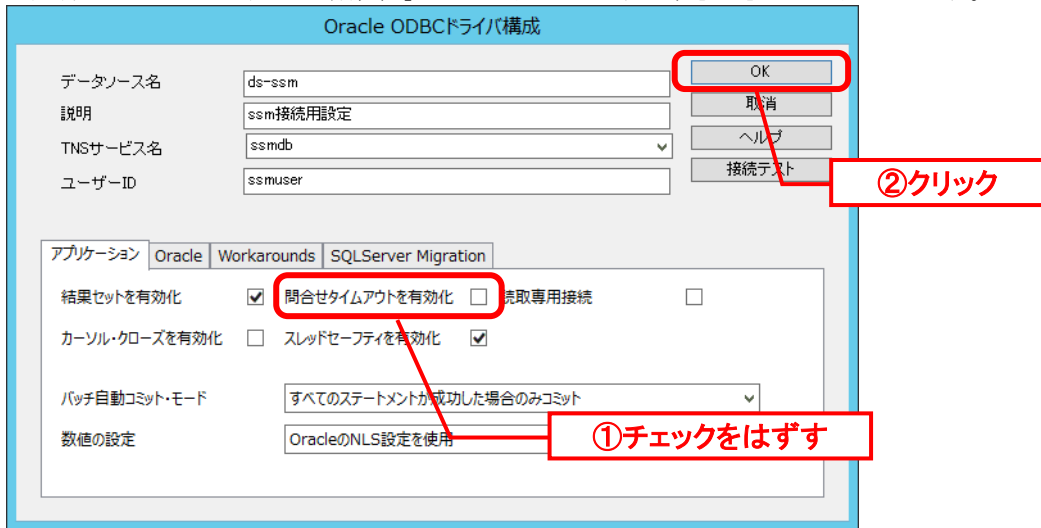 Oracle ODBCドライバ構成
データソース名 ds-ssm OK
説明 ssm接続用設定 取消
TNSサービス名 ssmdb ヘルプ
ユーザーID ssmuser 接続テスト
②クリック
アプリケーション Oracle Workarounds SQLServer Migration
結果セットを有効化 問合せタイムアウトを有効化 読取専用接続
カーソル・クローズを有効化 スレッドセーフティを有効化
バッチ自動コミット・モード すべてのステートメントが成功した場合のみコミット
数値の設定 OracleのNLS設定を使用
①チェックをはずす